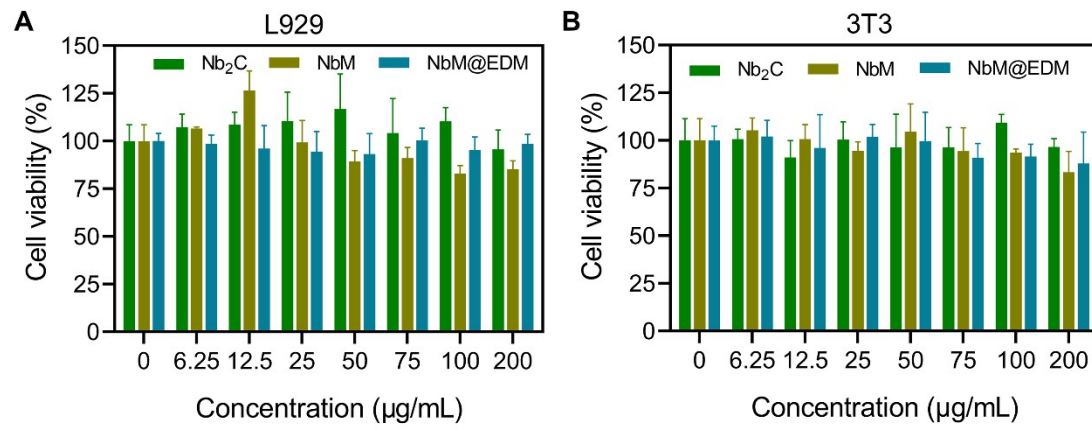 A
L929
150
125
100
75
50
25
0
Cell viability (%)
Nb₂C NbM NbM@EDM
0 6.25 12.5 25 50 75 100 200
Concentration (µg/mL)
B
3T3
150
125
100
75
50
25
0
Cell viability (%)
Nb₂C NbM NbM@EDM
0 6.25 12.5 25 50 75 100 200
Concentration (µg/mL)